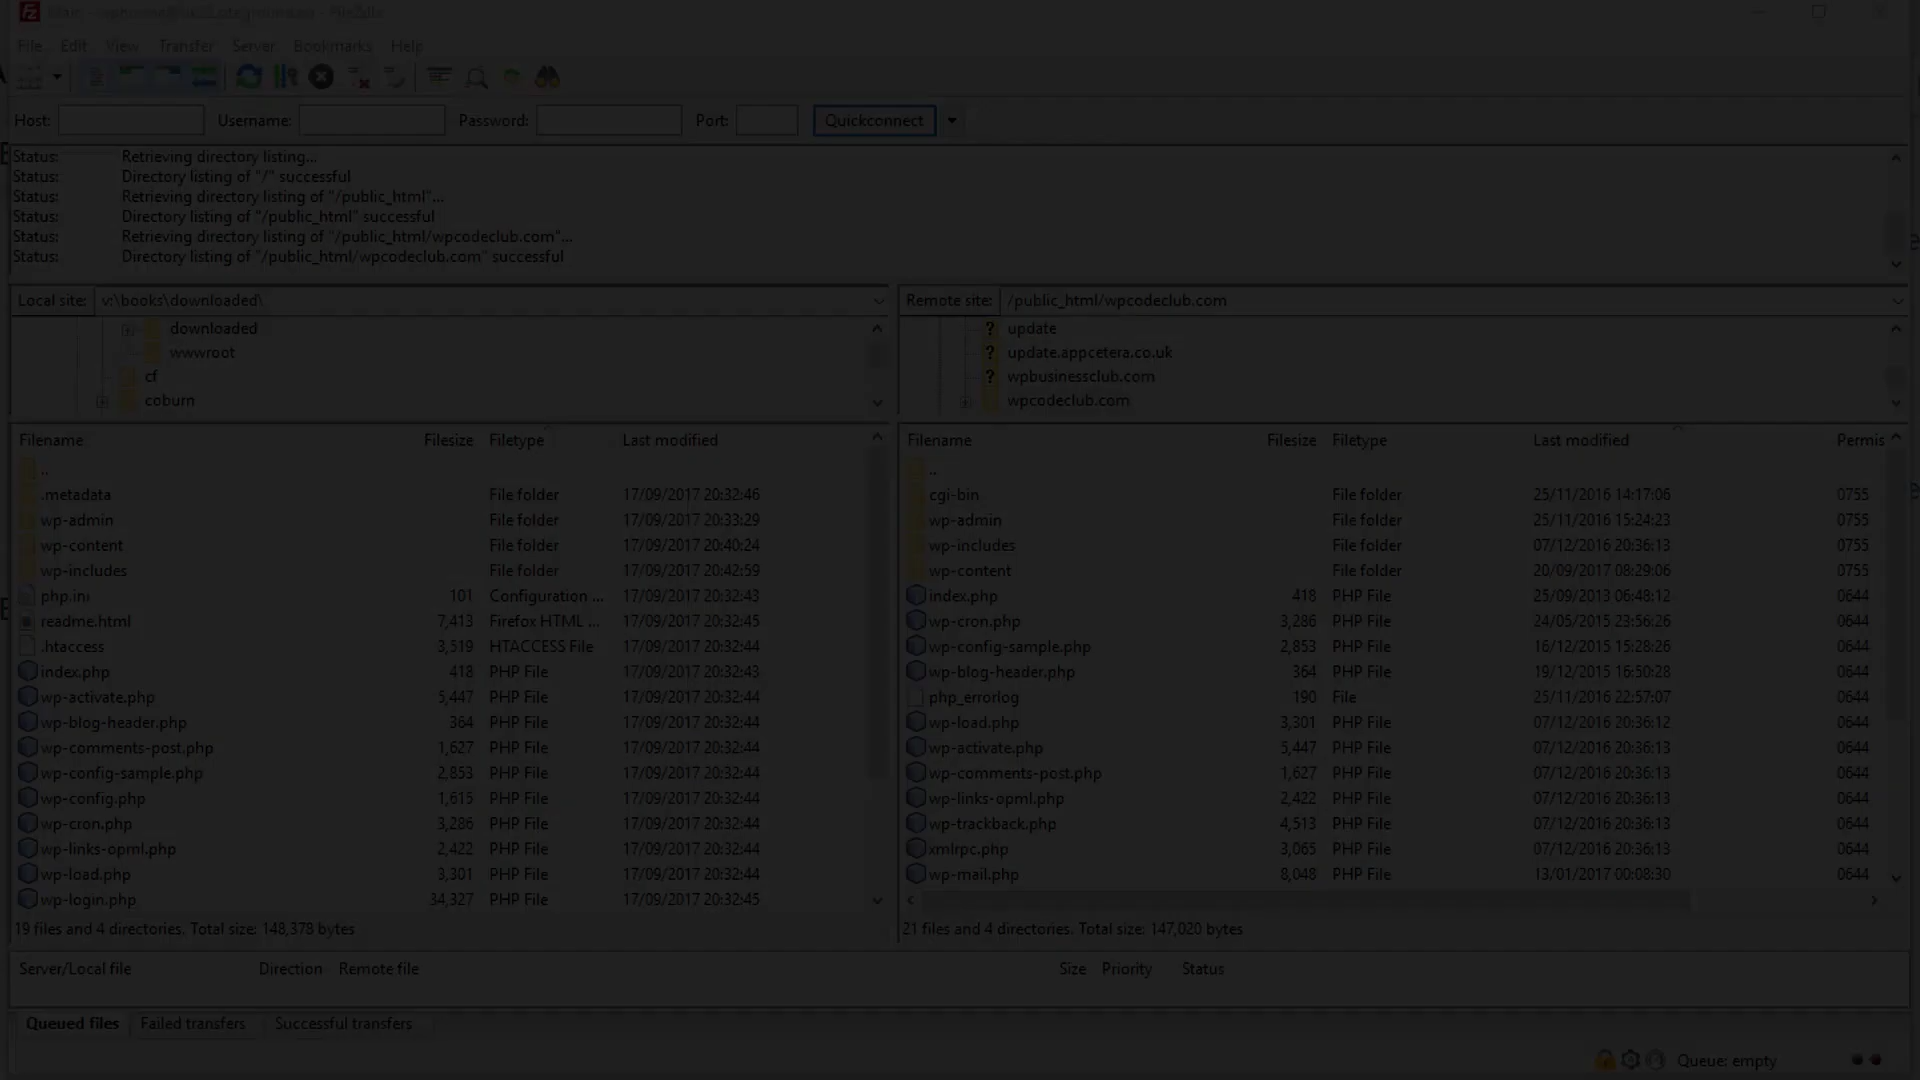 File Edit View Transfer Server Bookmarks Help
Host: Username: Password: Port: Quickconnect
Status: Retrieving directory listing...
Status: Directory listing of "/" successful
Status: Retrieving directory listing of "/public_html"...
Status: Directory listing of "/public_html" successful
Status: Retrieving directory listing of "/public_html/wpcodeclub.com"...
Status: Directory listing of "/public_html/wpcodeclub.com" successful
Local site: v:\books\downloaded\
downloaded
wwwroot
cf
coburn
Remote site: /public_html/wpcodeclub.com
? update
? update.appcetera.co.uk
? wpbusinessclub.com
wpcodeclub.com
Filename Filesize Filetype Last modified
..
.metadata File folder 17/09/2017 20:32:46
wp-admin File folder 17/09/2017 20:33:29
wp-content File folder 17/09/2017 20:40:24
wp-includes File folder 17/09/2017 20:42:59
php.ini 101 Configuration ... 17/09/2017 20:32:43
readme.html 7,413 Firefox HTML ... 17/09/2017 20:32:45
.htaccess 3,519 HTACCESS File 17/09/2017 20:32:44
index.php 418 PHP File 17/09/2017 20:32:43
wp-activate.php 5,447 PHP File 17/09/2017 20:32:44
wp-blog-header.php 364 PHP File 17/09/2017 20:32:44
wp-comments-post.php 1,627 PHP File 17/09/2017 20:32:44
wp-config-sample.php 2,853 PHP File 17/09/2017 20:32:44
wp-config.php 1,615 PHP File 17/09/2017 20:32:44
wp-cron.php 3,286 PHP File 17/09/2017 20:32:44
wp-links-opml.php 2,422 PHP File 17/09/2017 20:32:44
wp-load.php 3,301 PHP File 17/09/2017 20:32:44
wp-login.php 34,327 PHP File 17/09/2017 20:32:45
19 files and 4 directories. Total size: 148,378 bytes
Filename Filesize Filetype Last modified Permis
..
cgi-bin File folder 25/11/2016 14:17:06 0755
wp-admin File folder 25/11/2016 15:24:23 0755
wp-includes File folder 07/12/2016 20:36:13 0755
wp-content File folder 20/09/2017 08:29:06 0755
index.php 418 PHP File 25/09/2013 06:48:12 0644
wp-cron.php 3,286 PHP File 24/05/2015 23:56:26 0644
wp-config-sample.php 2,853 PHP File 16/12/2015 15:28:26 0644
wp-blog-header.php 364 PHP File 19/12/2015 16:50:28 0644
php_errorlog 190 File 25/11/2016 22:57:07 0644
wp-load.php 3,301 PHP File 07/12/2016 20:36:12 0644
wp-activate.php 5,447 PHP File 07/12/2016 20:36:13 0644
wp-comments-post.php 1,627 PHP File 07/12/2016 20:36:13 0644
wp-links-opml.php 2,422 PHP File 07/12/2016 20:36:13 0644
wp-trackback.php 4,513 PHP File 07/12/2016 20:36:13 0644
xmlrpc.php 3,065 PHP File 07/12/2016 20:36:13 0644
wp-mail.php 8,048 PHP File 13/01/2017 00:08:30 0644
21 files and 4 directories. Total size: 147,020 bytes
Server/Local file Direction Remote file Size Priority Status
Queued files Failed transfers Successful transfers
Queue: empty